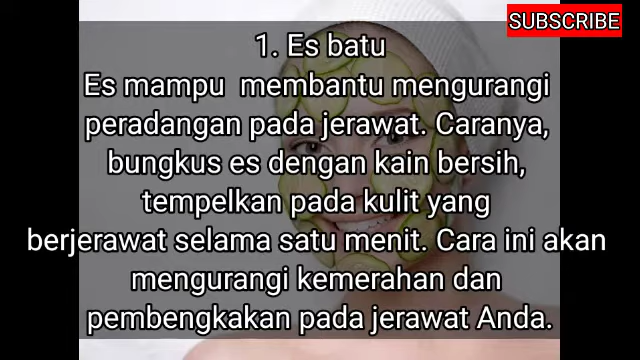 SUBSCRIBE
1. Es batu
Es mampu  membantu mengurangi
peradangan pada jerawat. Caranya,
bungkus es dengan kain bersih,
tempelkan pada kulit yang
berjerawat selama satu menit. Cara ini akan
mengurangi kemerahan dan
pembengkakan pada jerawat Anda.